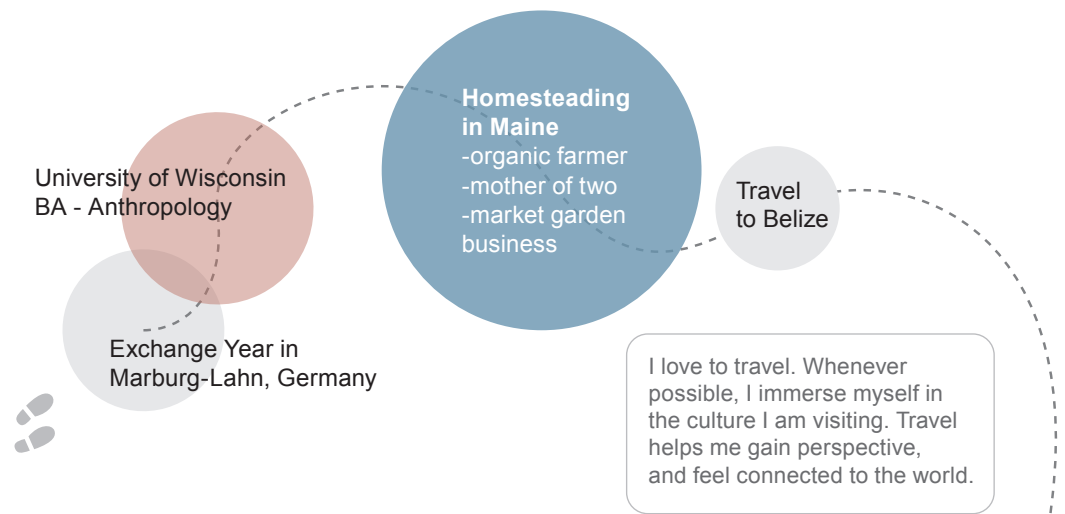 Homesteading
in Maine
-organic farmer
-mother of two
-market garden
business
University of Wisconsin
BA - Anthropology
Travel
to Belize
Exchange Year in
Marburg-Lahn, Germany
I love to travel. Whenever
possible, I immerse myself in
the culture I am visiting. Travel
helps me gain perspective,
and feel connected to the world.